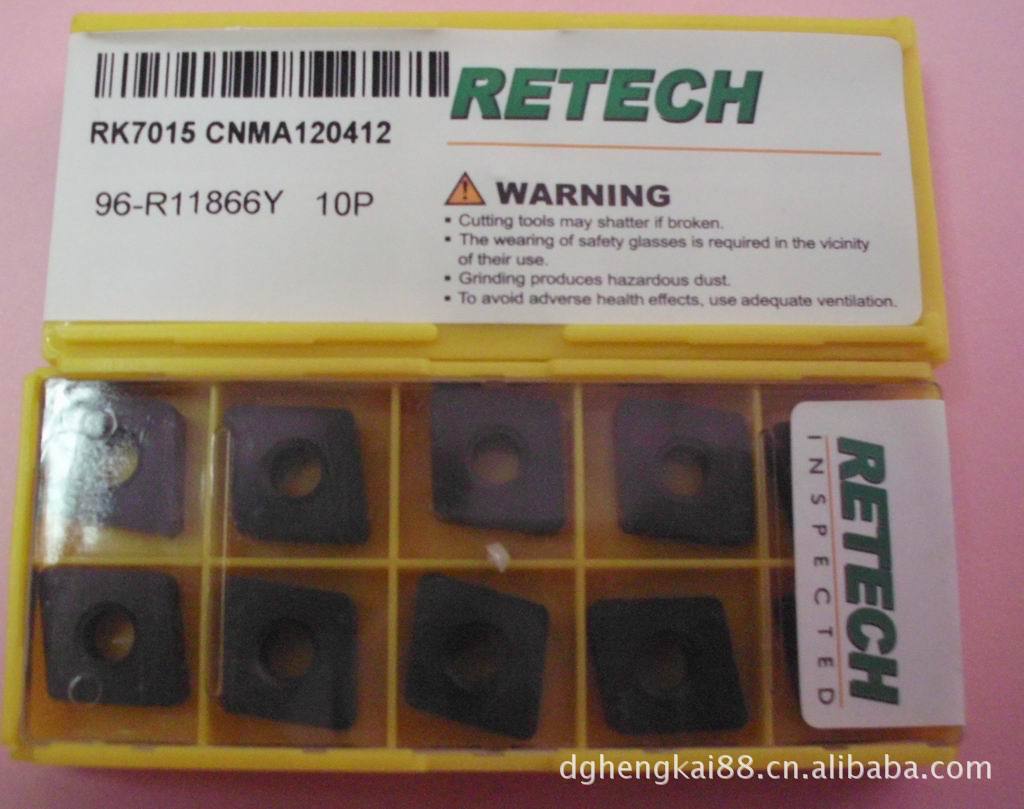 RETECH
RK7015 CNMA120412
96-R11866Y 10P
WARNING
▪ Cutting tools may shatter if broken.
▪ The wearing of safety glasses is required in the vicinity
of their use.
▪ Grinding produces hazardous dust.
▪ To avoid adverse health effects, use adequate ventilation.
RETECH
INSPECTED
dghengkai88.cn.alibaba.com